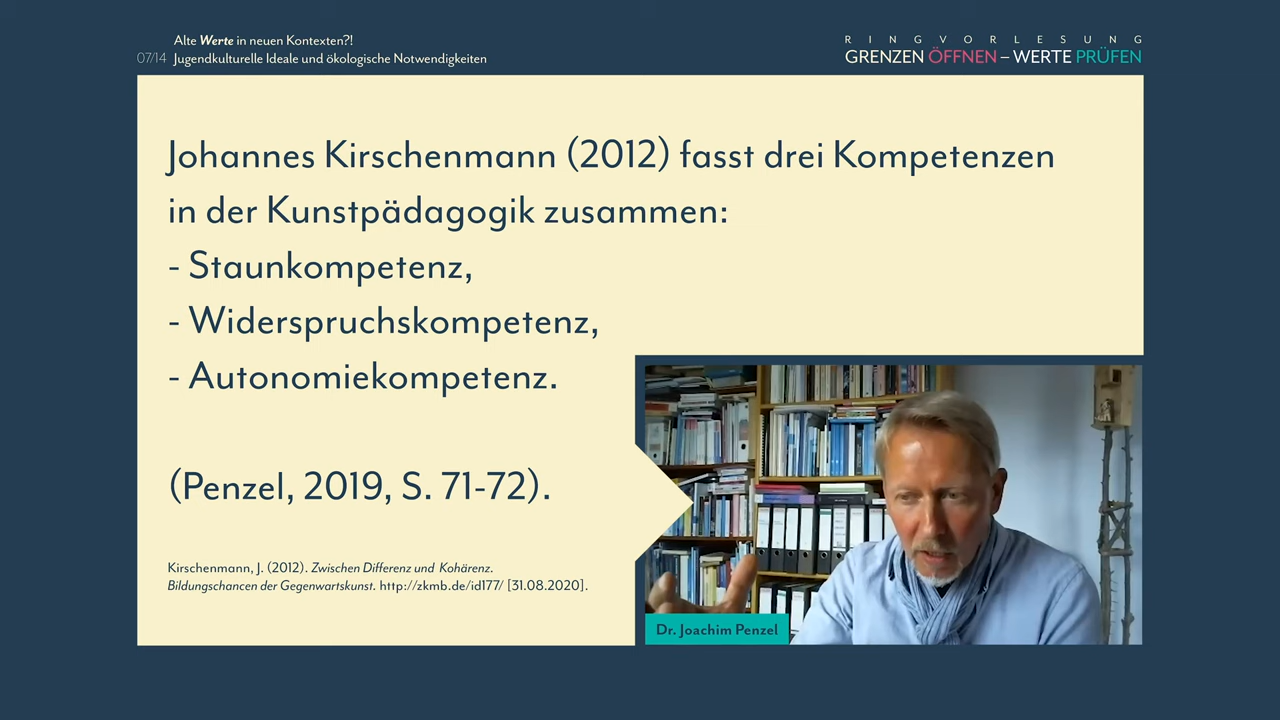 Alte Werte in neuen Kontexten?!
07/14 Jugendkulturelle Ideale und ökologische Notwendigkeiten
RINGVORLESUNG
GRENZEN ÖFFNEN – WERTE PRÜFEN
Johannes Kirschenmann (2012) fasst drei Kompetenzen
in der Kunstpädagogik zusammen:
- Staunkompetenz,
- Widerspruchskompetenz,
- Autonomiekompetenz.
(Penzel, 2019, S. 71-72).
Kirschenmann, J. (2012). Zwischen Differenz und Kohärenz.
Bildungschancen der Gegenwartskunst. http://zkmb.de/id177/ [31.08.2020].
Dr. Joachim Penzel